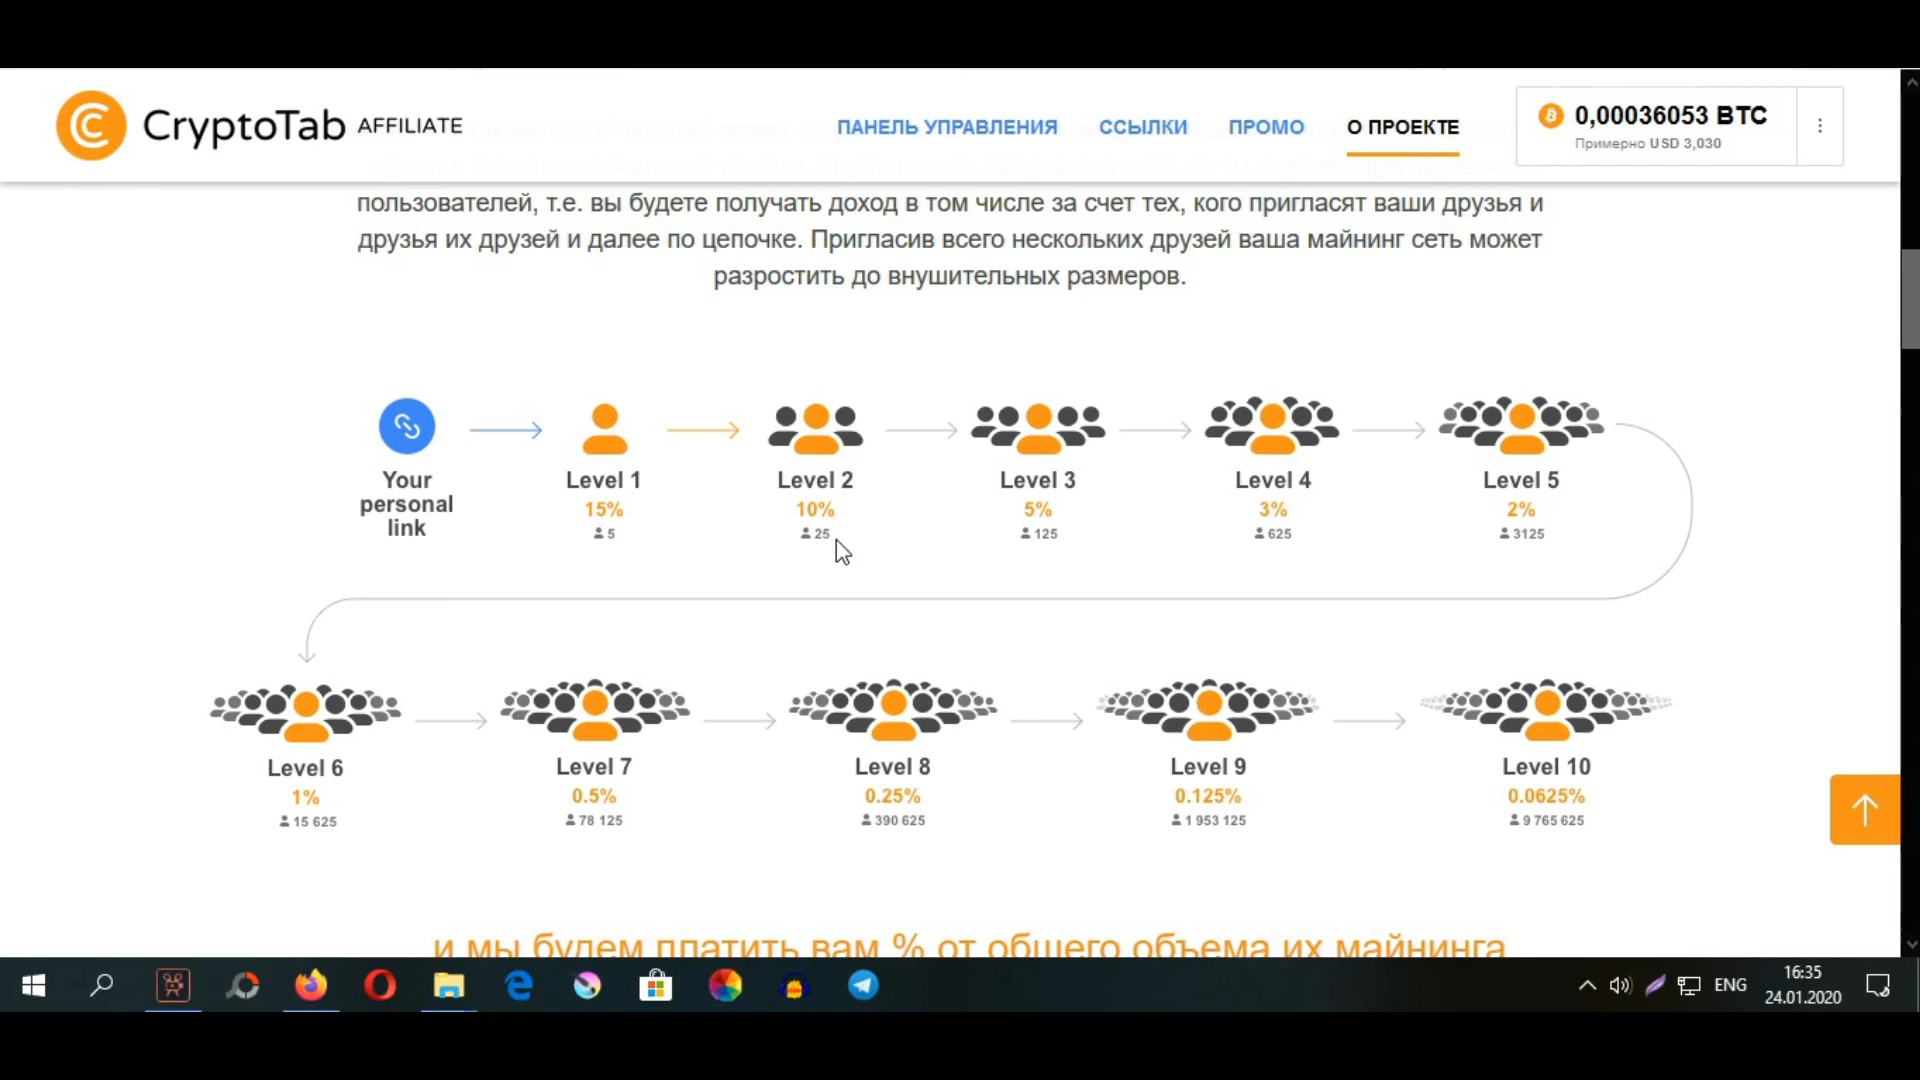 CryptoTab AFFILIATE
ПАНЕЛЬ УПРАВЛЕНИЯ ССЫЛКИ ПРОМО О ПРОЕКТЕ
0,00036053 BTC
Примерно USD 3,030
пользователей, т.е. вы будете получать доход в том числе за счет тех, кого пригласят ваши друзья и
друзья их друзей и далее по цепочке. Пригласив всего нескольких друзей ваша майнинг сеть может
разростить до внушительных размеров.
Your
personal
link
Level 1
15%
5
Level 2
10%
25
Level 3
5%
125
Level 4
3%
625
Level 5
2%
3125
Level 6
1%
15 625
Level 7
0.5%
78 125
Level 8
0.25%
390 625
Level 9
0.125%
1 953 125
Level 10
0.0625%
9 765 625
и мы будем платить вам % от общего объема их майнинга
ENG
16:35
24.01.2020